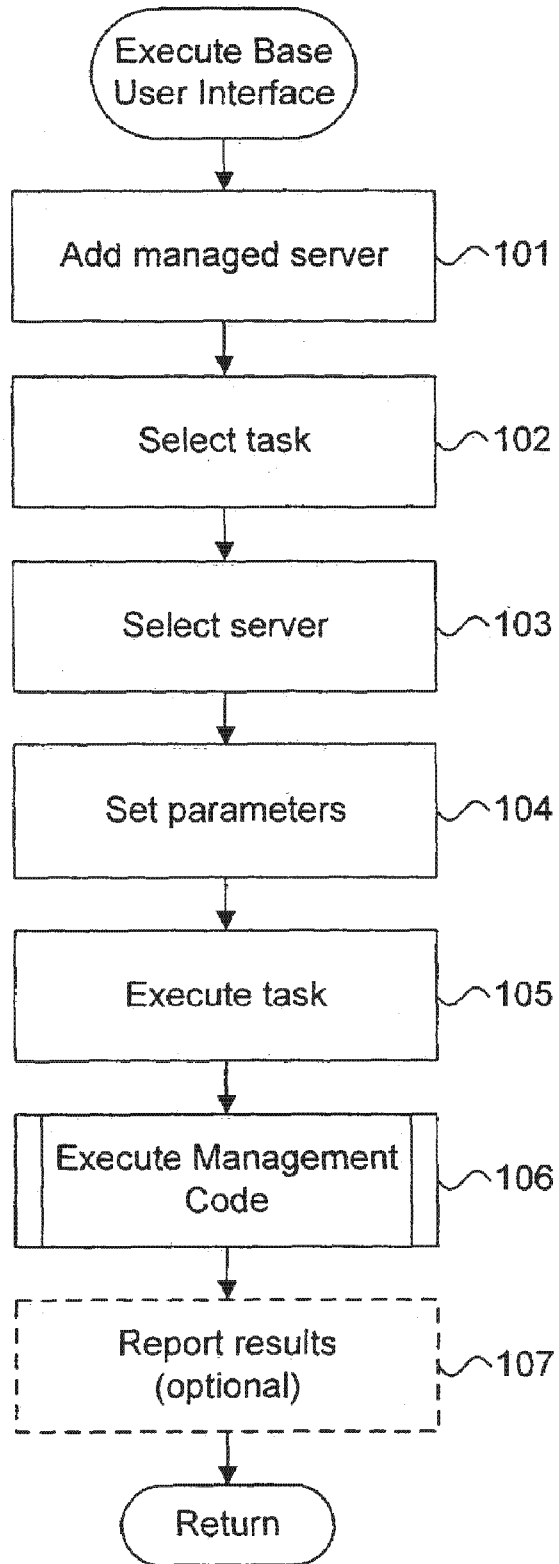 Execute Base
User Interface
Add managed server
101
Select task
102
Select server
103
Set parameters
104
Execute task
105
Execute Management
Code
106
Report results
(optional)
107
Return